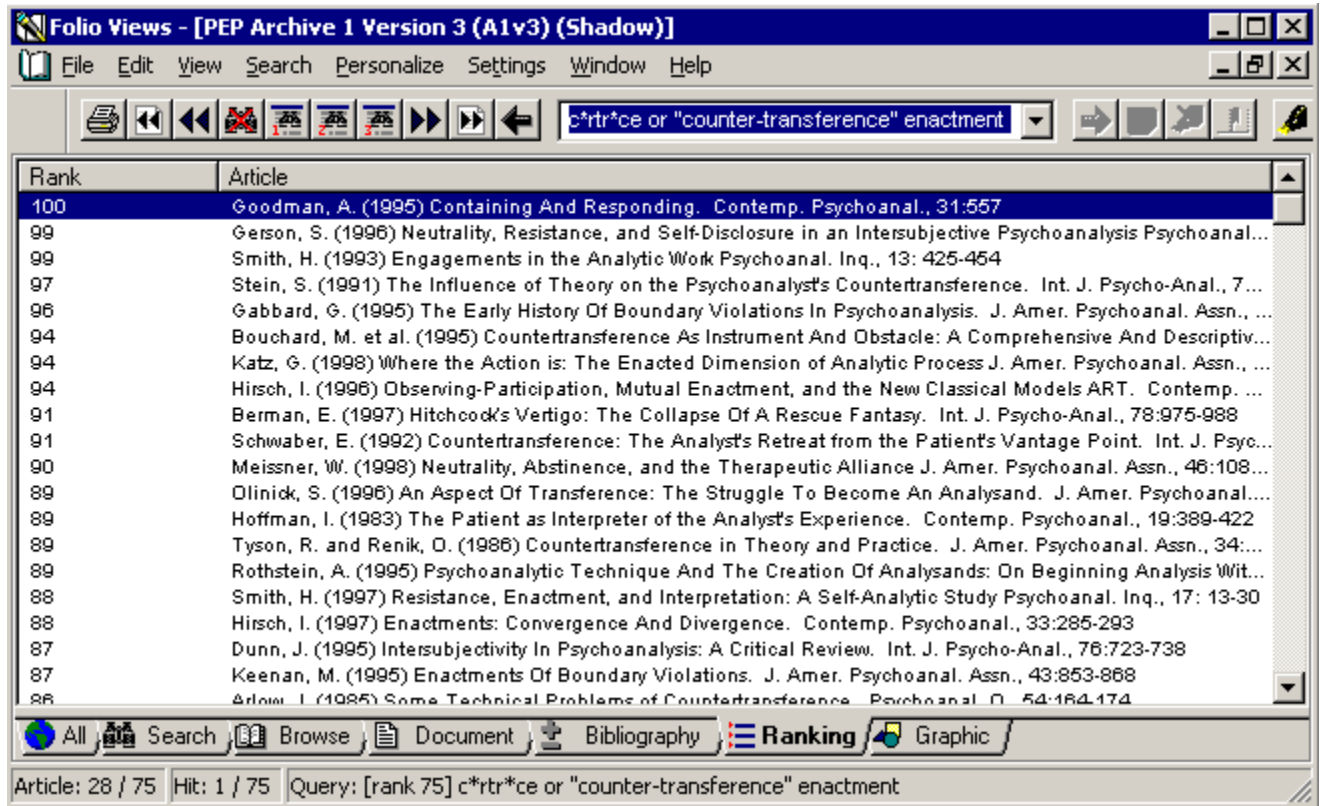 Folio Views - [PEP Archive 1 Version 3 (A1v3) (Shadow)]
File Edit View Search Personalize Settings Window Help
1 2 3 c*rtr*ce or "counter-transference" enactment
Rank Article
100 Goodman, A. (1995) Containing And Responding. Contemp. Psychoanal., 31:557
99 Gerson, S. (1996) Neutrality, Resistance, and Self-Disclosure in an Intersubjective Psychoanalysis Psychoanal...
99 Smith, H. (1993) Engagements in the Analytic Work Psychoanal. Inq., 13: 425-454
97 Stein, S. (1991) The Influence of Theory on the Psychoanalyst's Countertransference. Int. J. Psycho-Anal., 7...
96 Gabbard, G. (1995) The Early History Of Boundary Violations In Psychoanalysis. J. Amer. Psychoanal. Assn., ...
94 Bouchard, M. et al. (1995) Countertransference As Instrument And Obstacle: A Comprehensive And Descriptiv...
94 Katz, G. (1998) Where the Action is: The Enacted Dimension of Analytic Process J. Amer. Psychoanal. Assn., ...
94 Hirsch, I. (1996) Observing-Participation, Mutual Enactment, and the New Classical Models ART. Contemp. ...
91 Berman, E. (1997) Hitchcock's Vertigo: The Collapse Of A Rescue Fantasy. Int. J. Psycho-Anal., 78:975-988
91 Schwaber, E. (1992) Countertransference: The Analyst's Retreat from the Patient's Vantage Point. Int. J. Psyc...
90 Meissner, W. (1998) Neutrality, Abstinence, and the Therapeutic Alliance J. Amer. Psychoanal. Assn., 46:108...
89 Olinick, S. (1996) An Aspect Of Transference: The Struggle To Become An Analysand. J. Amer. Psychoanal....
89 Hoffman, I. (1983) The Patient as Interpreter of the Analyst's Experience. Contemp. Psychoanal., 19:389-422
89 Tyson, R. and Renik, O. (1986) Countertransference in Theory and Practice. J. Amer. Psychoanal. Assn., 34:...
89 Rothstein, A. (1995) Psychoanalytic Technique And The Creation Of Analysands: On Beginning Analysis Wit...
88 Smith, H. (1997) Resistance, Enactment, and Interpretation: A Self-Analytic Study Psychoanal. Inq., 17: 13-30
88 Hirsch, I. (1997) Enactments: Convergence And Divergence. Contemp. Psychoanal., 33:285-293
87 Dunn, J. (1995) Intersubjectivity In Psychoanalysis: A Critical Review. Int. J. Psycho-Anal., 76:723-738
87 Keenan, M. (1995) Enactments Of Boundary Violations. J. Amer. Psychoanal. Assn., 43:853-868
86 Arlow, J. (1985) Some Technical Problems of Countertransference. Psychoanal. Q., 54:164-174
All Search Browse Document Bibliography Ranking Graphic
Article: 28 / 75 Hit: 1 / 75 Query: [rank 75] c*rtr*ce or "counter-transference" enactment